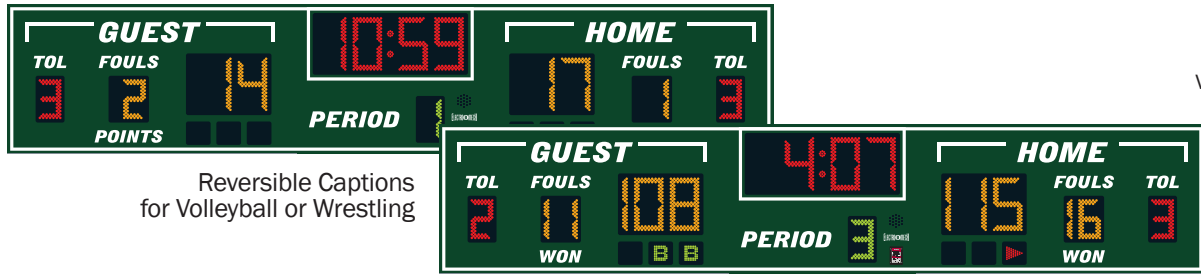 GUEST
10:59
HOME
TOL FOULS 14 17 FOULS TOL
3 2 1 3
POINTS
PERIOD 1
Reversible Captions
for Volleyball or Wrestling
GUEST
4:07
HOME
TOL FOULS 108 115 FOULS TOL
2 11 16 3
WON B B
PERIOD 3
WON